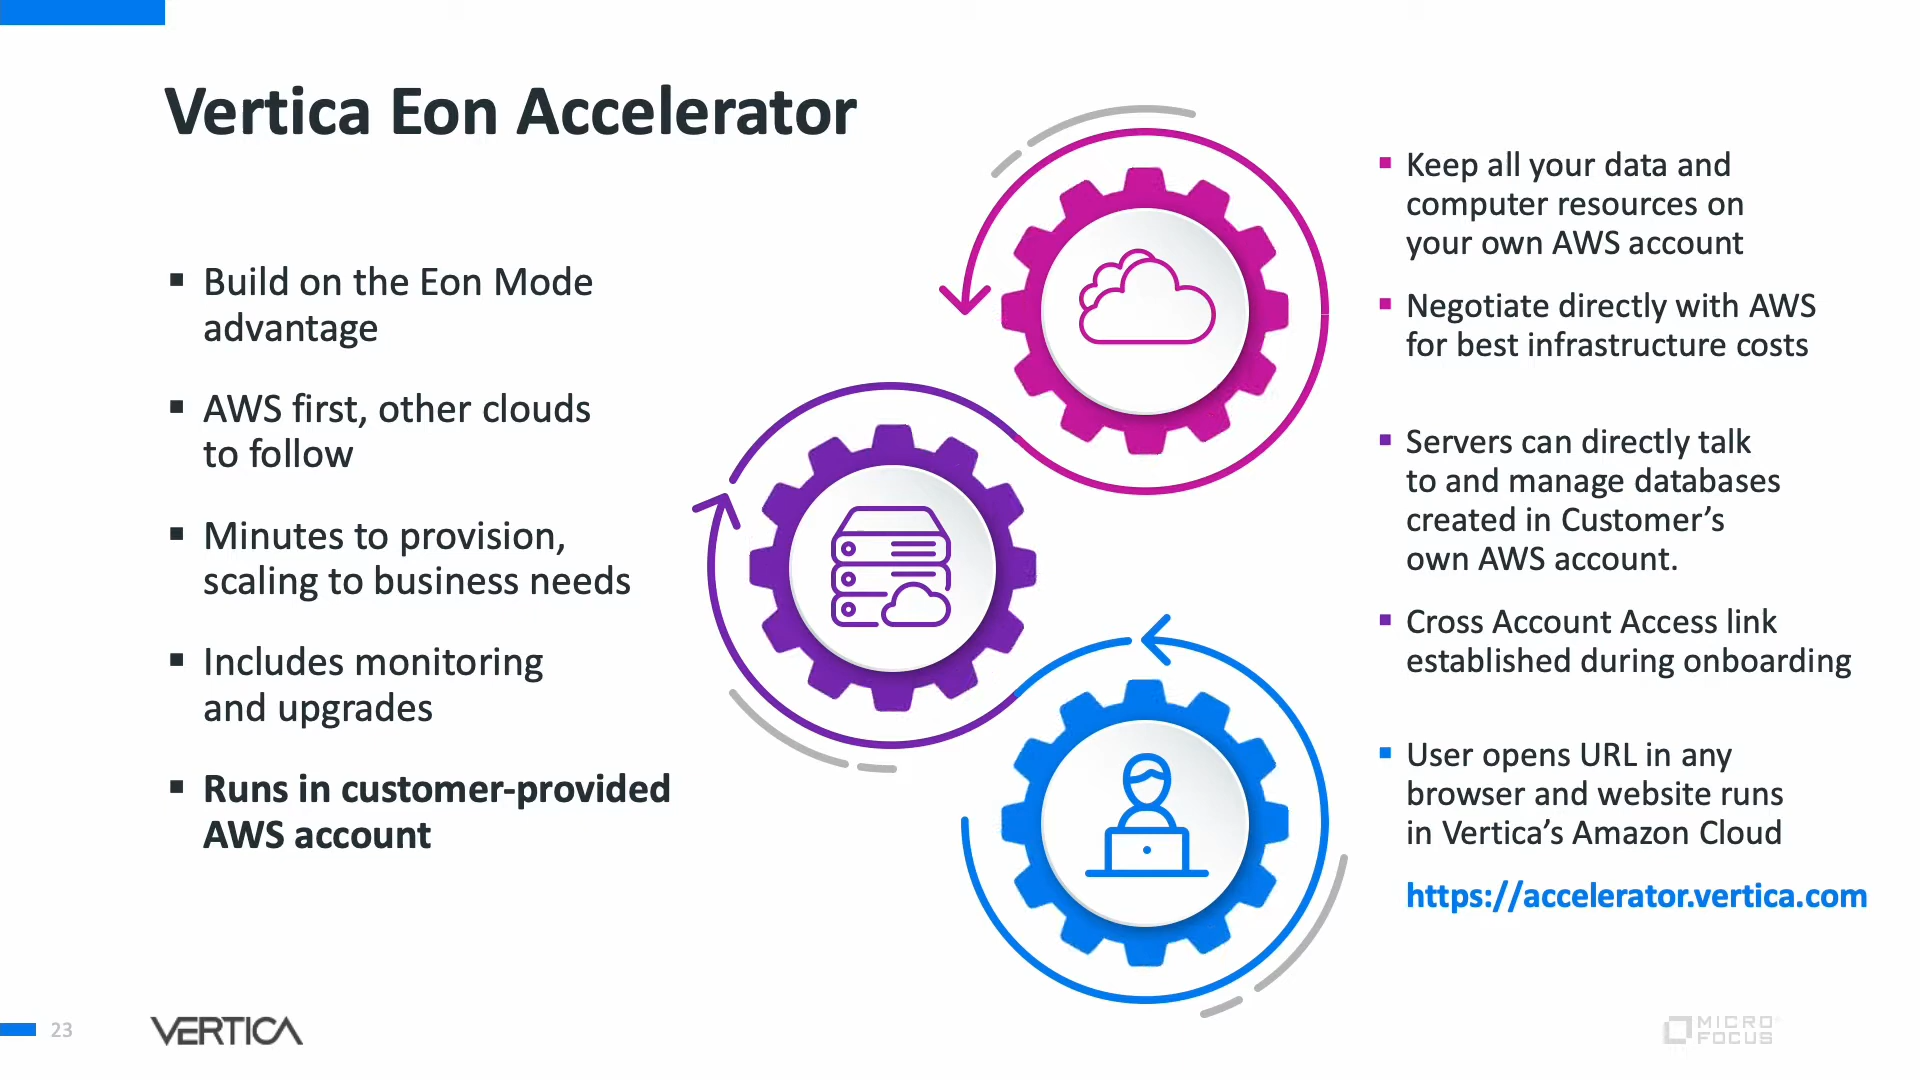 Vertica Eon Accelerator
▪ Build on the Eon Mode
advantage
▪ AWS first, other clouds
to follow
▪ Minutes to provision,
scaling to business needs
▪ Includes monitoring
and upgrades
▪ Runs in customer-provided
AWS account
▪ Keep all your data and
computer resources on
your own AWS account
▪ Negotiate directly with AWS
for best infrastructure costs
▪ Servers can directly talk
to and manage databases
created in Customer’s
own AWS account.
▪ Cross Account Access link
established during onboarding
▪ User opens URL in any
browser and website runs
in Vertica’s Amazon Cloud
https://accelerator.vertica.com
23
VERTICA
MICRO
FOCUS